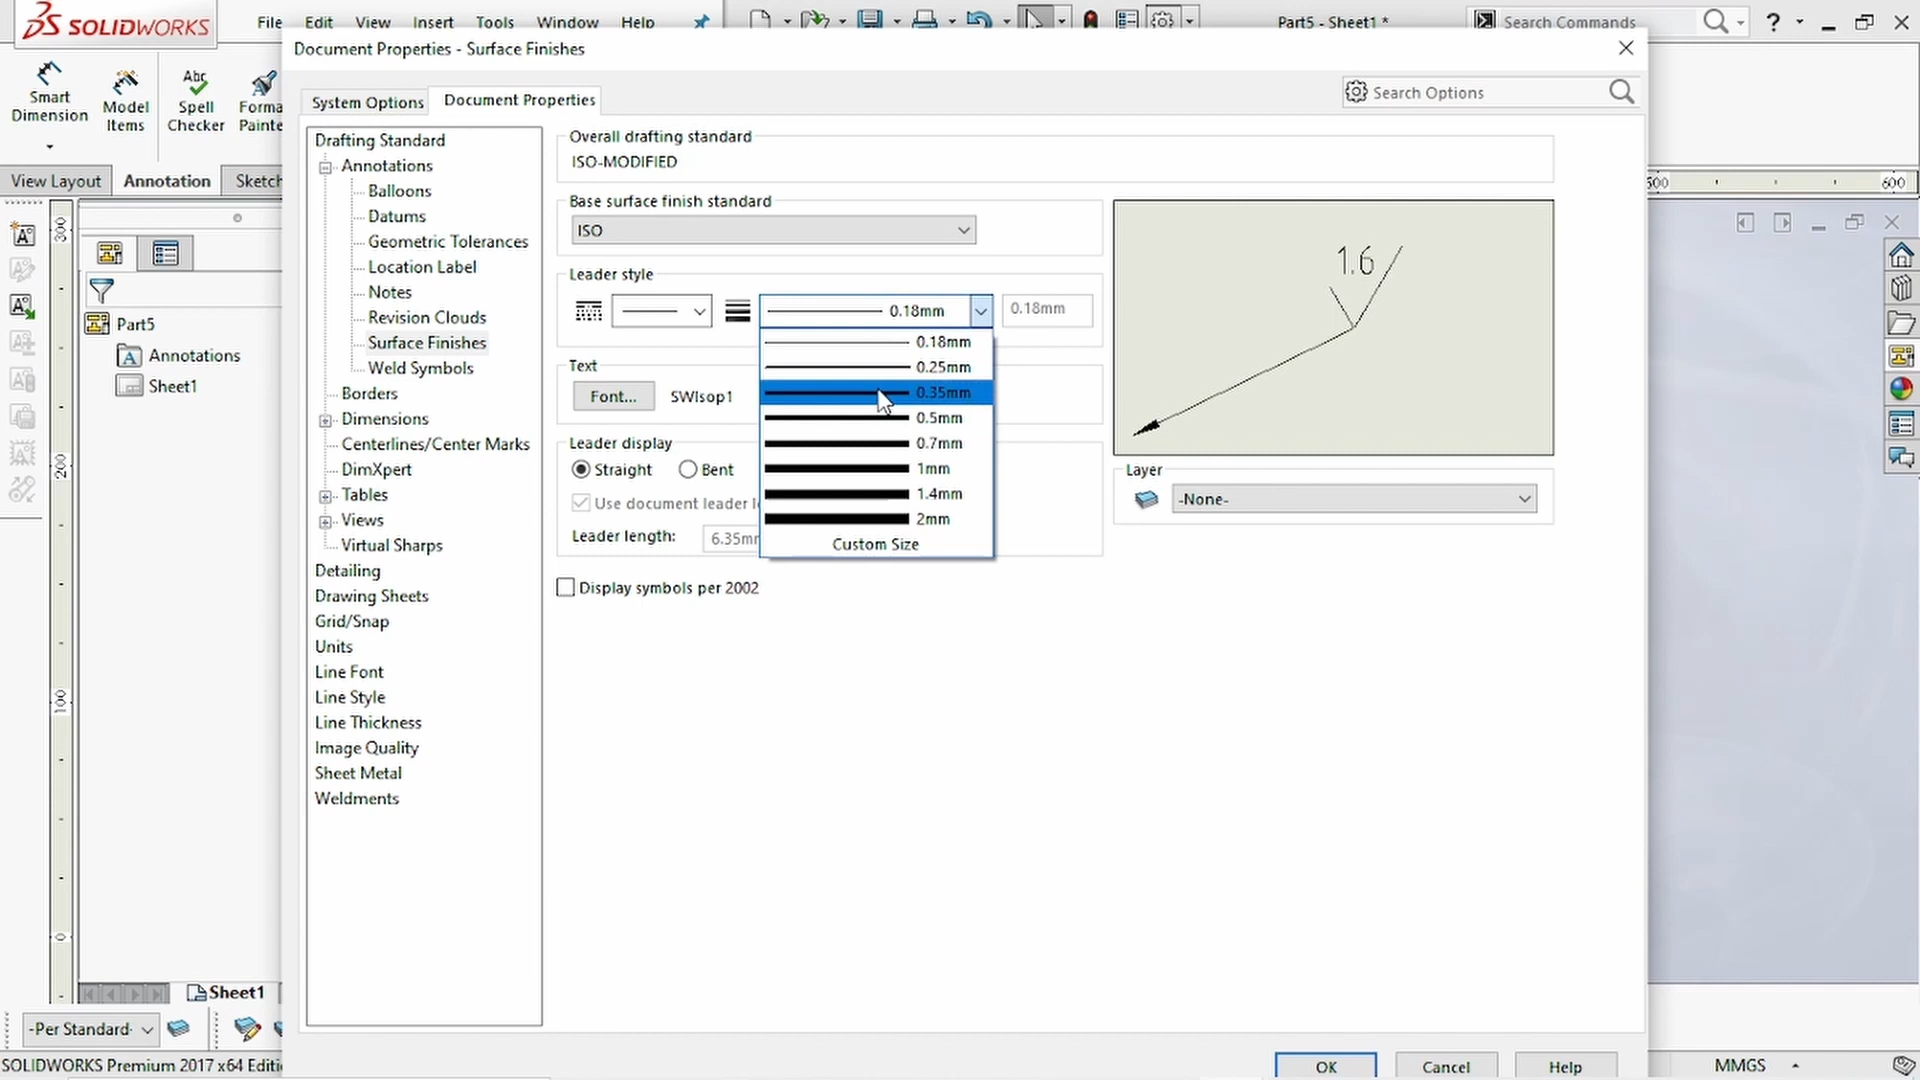 SOLIDWORKS
File Edit View Insert Tools Window Help
Part5 - Sheet1 *
Search Commands
?
Document Properties - Surface Finishes
Smart Dimension
Model Items
Abc
Spell Checker
Forma
Painte
System Options
Document Properties
Search Options
View Layout
Annotation
Sketch
Drafting Standard
Annotations
Balloons
Datums
Geometric Tolerances
Location Label
Notes
Revision Clouds
Surface Finishes
Weld Symbols
Borders
Dimensions
Centerlines/Center Marks
DimXpert
Tables
Views
Virtual Sharps
Detailing
Drawing Sheets
Grid/Snap
Units
Line Font
Line Style
Line Thickness
Image Quality
Sheet Metal
Weldments
Overall drafting standard
ISO-MODIFIED
Base surface finish standard
ISO
Leader style
0.18mm
0.18mm
0.18mm
0.25mm
0.35mm
0.5mm
0.7mm
1mm
1.4mm
2mm
Custom Size
Text
Font...
SWIsop1
Leader display
Straight
Bent
Use document leader le
Leader length:
6.35mm
Display symbols per 2002
1.6
Layer
-None-
600
300
200
100
0
Part5
Annotations
Sheet1
Sheet1
-Per Standard-
SOLIDWORKS Premium 2017 x64 Editi
OK
Cancel
Help
MMGS